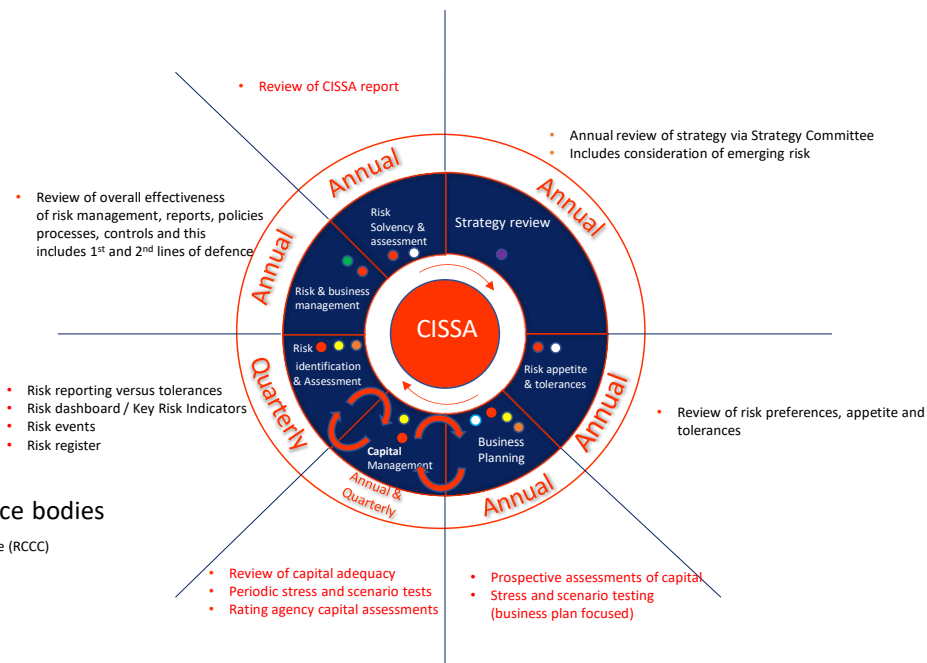 • Review of CISSA report
• Annual review of strategy via Strategy Committee
• Includes consideration of emerging risk
• Review of overall effectiveness
of risk management, reports, policies
processes, controls and this
includes 1st and 2nd lines of defence
Annual
Annual
Annual
Risk
Solvency &
assessment
Strategy review
Risk & business
management
CISSA
Risk
identification
& Assessment
Risk appetite
& tolerances
Quarterly
Annual
• Risk reporting versus tolerances
• Risk dashboard / Key Risk Indicators
• Risk events
• Risk register
• Review of risk preferences, appetite and
tolerances
Capital
Management
Business
Planning
Annual &
Quarterly
Annual
ce bodies
e (RCCC)
• Review of capital adequacy
• Periodic stress and scenario tests
• Rating agency capital assessments
• Prospective assessments of capital
• Stress and scenario testing
(business plan focused)